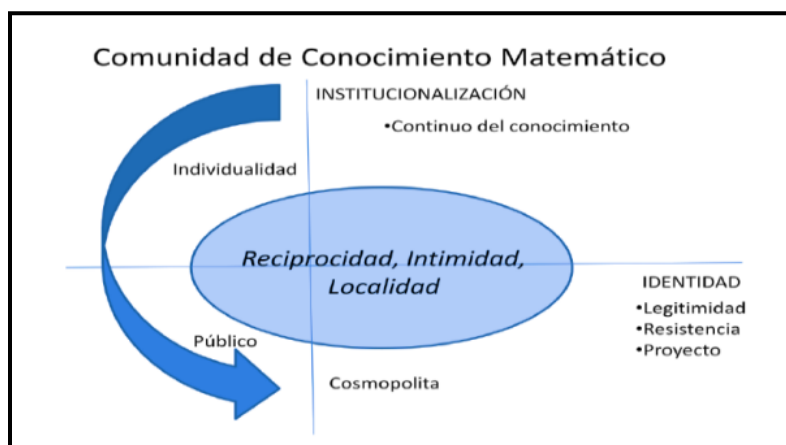 Comunidad de Conocimiento Matemático
INSTITUCIONALIZACIÓN
•Continuo del conocimiento
Individualidad
Reciprocidad, Intimidad,
Localidad
IDENTIDAD
•Legitimidad
•Resistencia
•Proyecto
Público
Cosmopolita